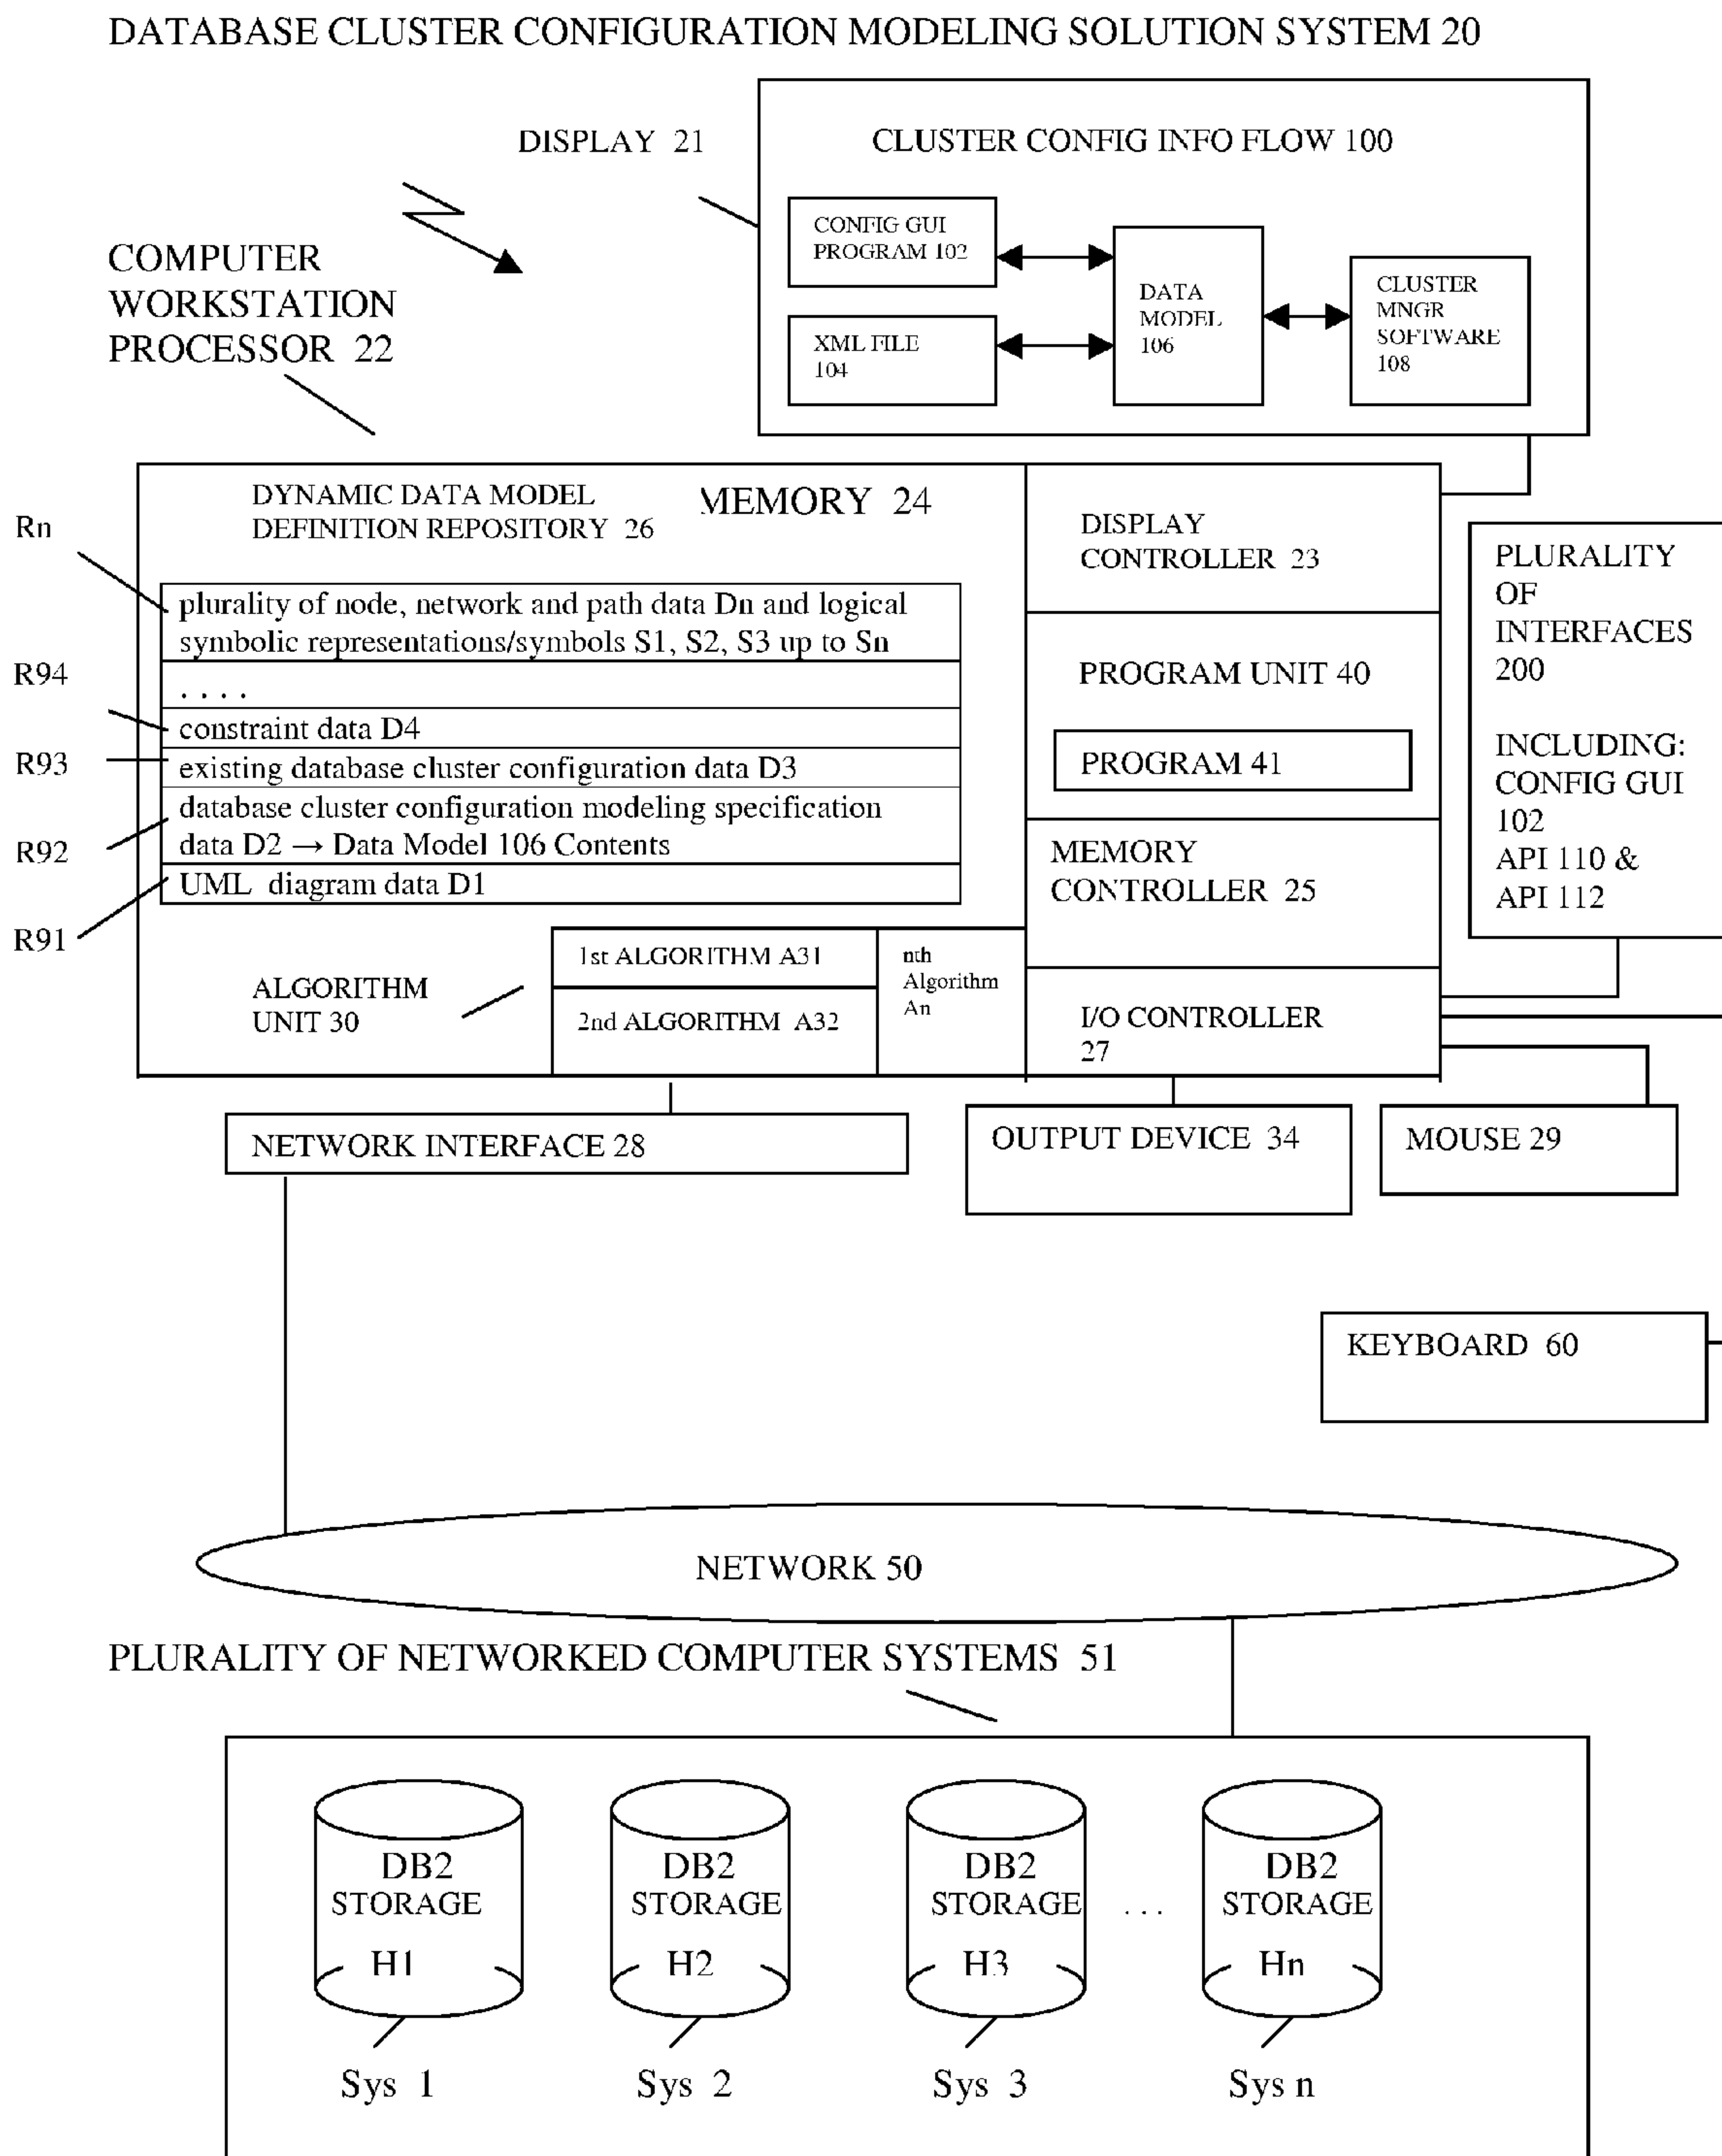 DATABASE CLUSTER CONFIGURATION MODELING SOLUTION SYSTEM 20
DISPLAY 21
CLUSTER CONFIG INFO FLOW 100
CONFIG GUI
PROGRAM 102
XML FILE
104
DATA
MODEL
106
CLUSTER
MNGR
SOFTWARE
108
COMPUTER
WORKSTATION
PROCESSOR 22
DYNAMIC DATA MODEL
DEFINITION REPOSITORY 26
MEMORY 24
Rn
plurality of node, network and path data Dn and logical
symbolic representations/symbols S1, S2, S3 up to Sn
R94
. . . .
constraint data D4
R93
existing database cluster configuration data D3
R92
database cluster configuration modeling specification
data D2 → Data Model 106 Contents
R91
UML diagram data D1
ALGORITHM
UNIT 30
1st ALGORITHM A31
2nd ALGORITHM A32
nth
Algorithm
An
DISPLAY
CONTROLLER 23
PROGRAM UNIT 40
PROGRAM 41
MEMORY
CONTROLLER 25
I/O CONTROLLER
27
PLURALITY
OF
INTERFACES
200
INCLUDING:
CONFIG GUI
102
API 110 &
API 112
NETWORK INTERFACE 28
OUTPUT DEVICE 34
MOUSE 29
KEYBOARD 60
NETWORK 50
PLURALITY OF NETWORKED COMPUTER SYSTEMS 51
DB2
STORAGE
H1
DB2
STORAGE
H2
DB2
STORAGE
H3
. . .
DB2
STORAGE
Hn
Sys 1
Sys 2
Sys 3
Sys n